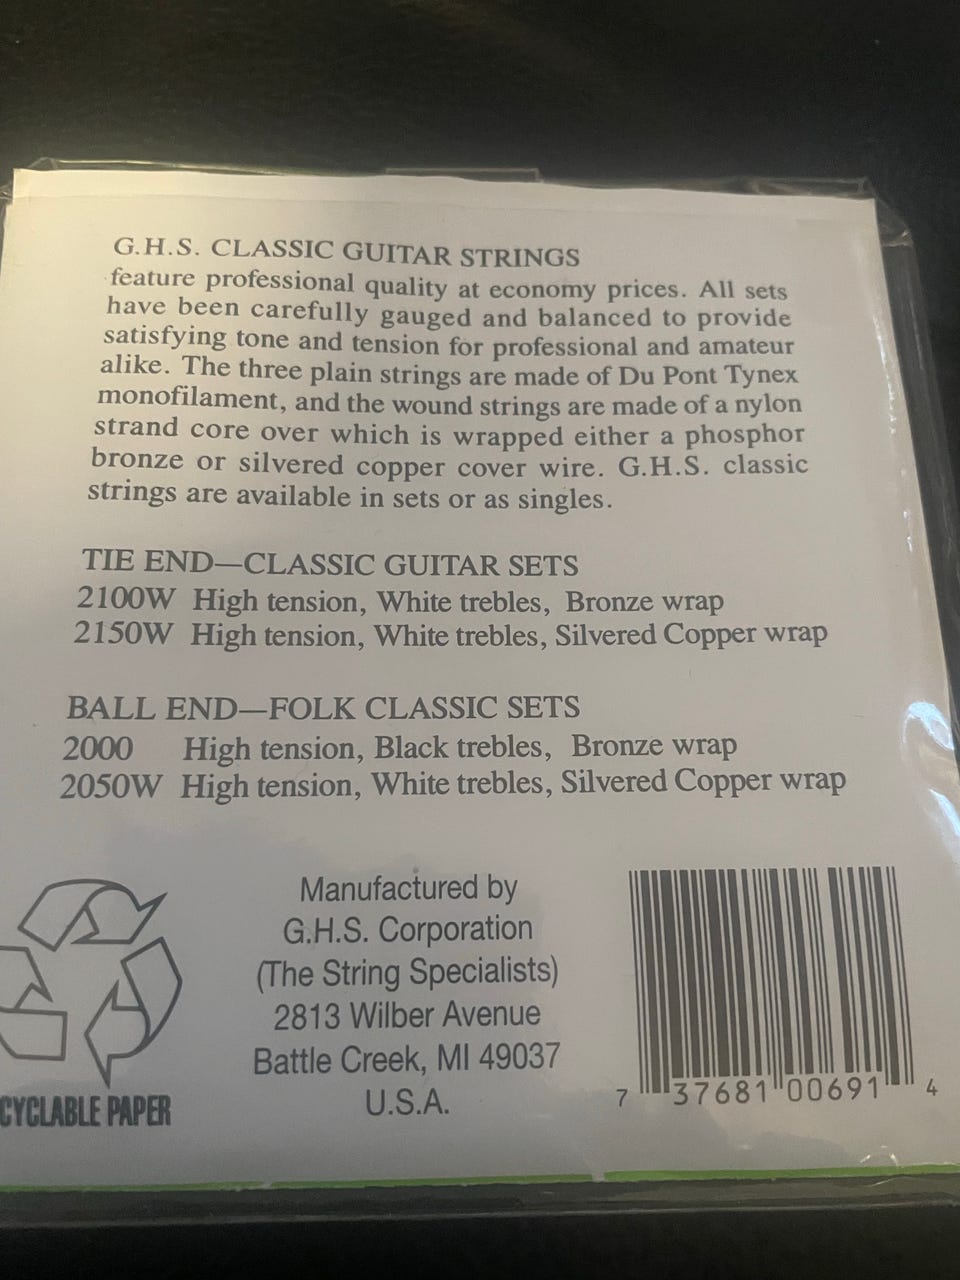 G.H.S. CLASSIC GUITAR STRINGS
feature professional quality at economy prices. All sets
have been carefully gauged and balanced to provide
satisfying tone and tension for professional and amateur
alike. The three plain strings are made of Du Pont Tynex
monofilament, and the wound strings are made of a nylon
strand core over which is wrapped either a phosphor
bronze or silvered copper cover wire. G.H.S. classic
strings are available in sets or as singles.
TIE END—CLASSIC GUITAR SETS
2100W High tension, White trebles, Bronze wrap
2150W High tension, White trebles, Silvered Copper wrap
BALL END—FOLK CLASSIC SETS
2000 High tension, Black trebles, Bronze wrap
2050W High tension, White trebles, Silvered Copper wrap
Manufactured by
G.H.S. Corporation
(The String Specialists)
2813 Wilber Avenue
Battle Creek, MI 49037
U.S.A.
CYCLABLE PAPER
7 37681 00691 4